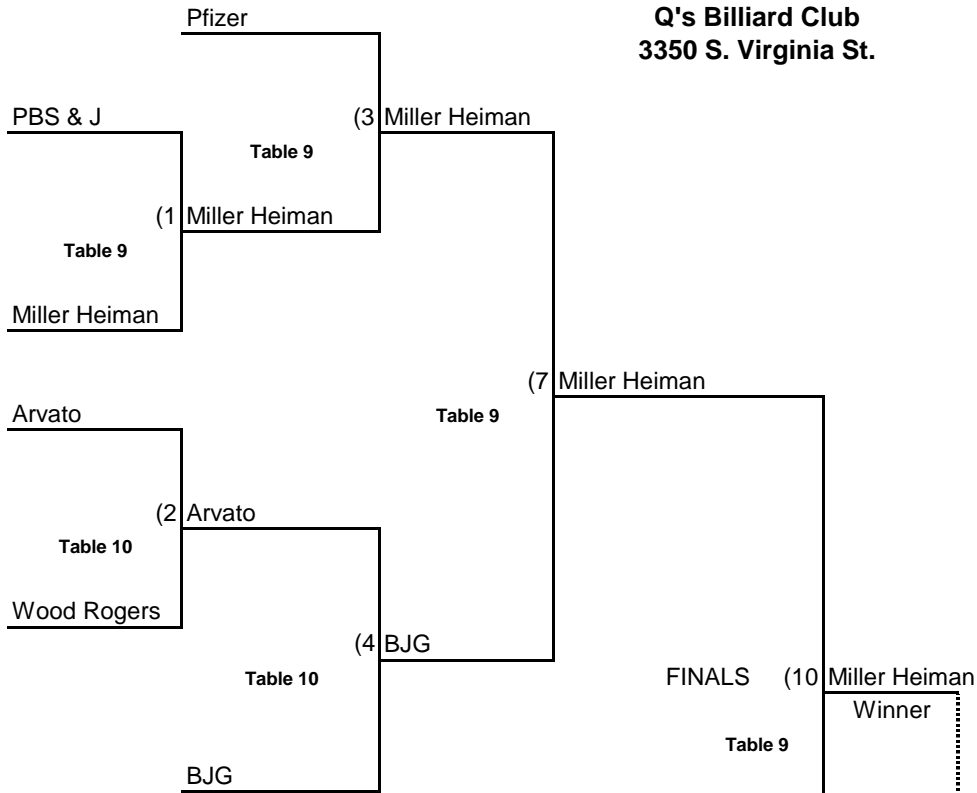 Pfizer
Q's Billiard Club
3350 S. Virginia St.
PBS & J
(3 Miller Heiman
Table 9
(1 Miller Heiman
Table 9
Miller Heiman
(7 Miller Heiman
Arvato
Table 9
(2 Arvato
Table 10
Wood Rogers
(4 BJG
Table 10
FINALS (10 Miller Heiman
Winner
Table 9
BJG